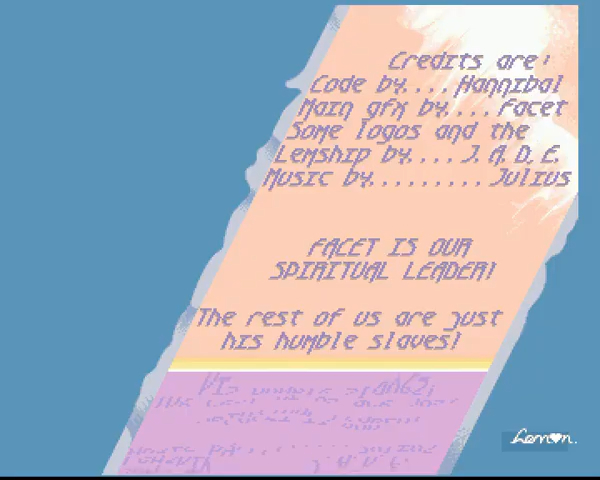 Credits are!
Code by....Hannibal
Main gfx by....Facet
Some logos and the
Lemship by....J.A.D.E.
Music by.........Julius
FACET IS OUR
SPIRITUAL LEADER!
The rest of us are just
his humble slaves!
Lemon.